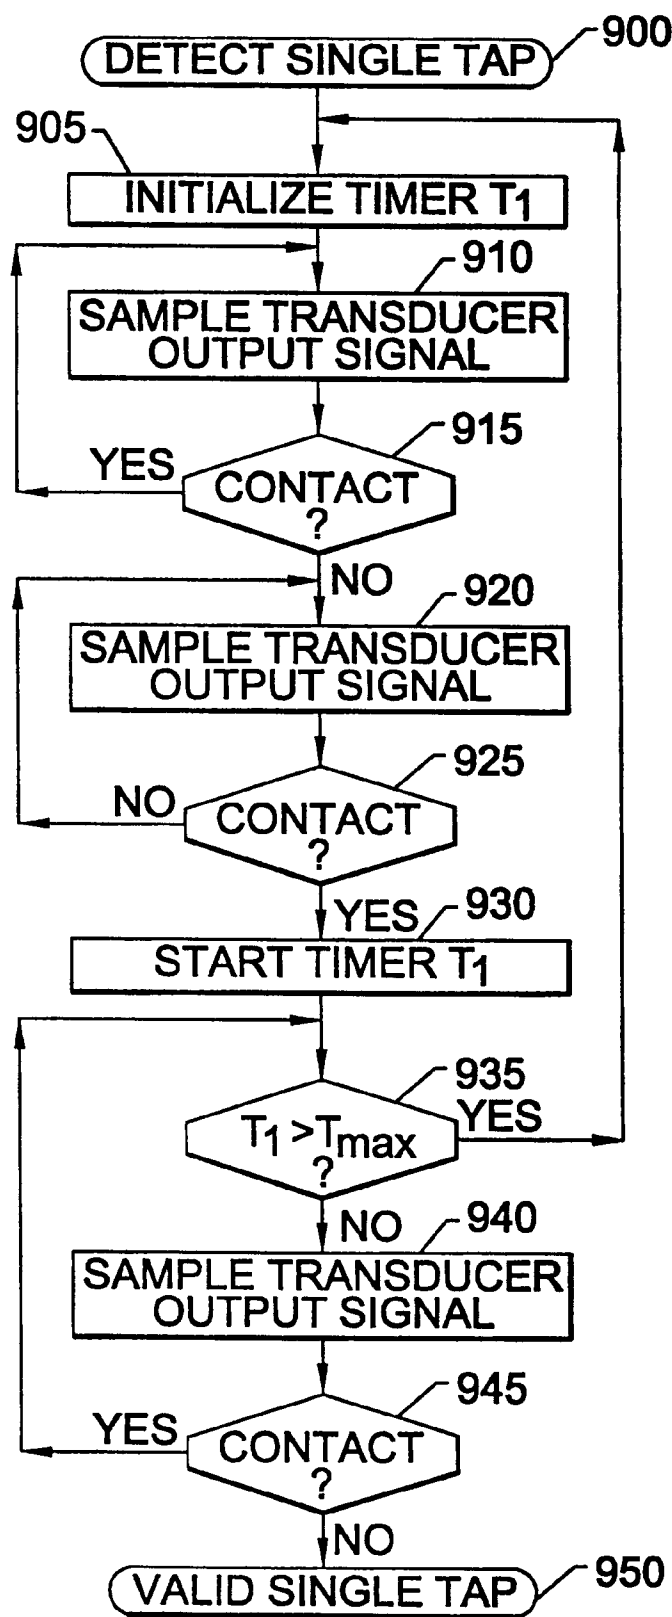 900
DETECT SINGLE TAP
905
INITIALIZE TIMER T1
910
SAMPLE TRANSDUCER
OUTPUT SIGNAL
915
YES
CONTACT
?
NO
920
SAMPLE TRANSDUCER
OUTPUT SIGNAL
925
NO
CONTACT
?
YES
930
START TIMER T1
935
T1 > Tmax
?
YES
NO
940
SAMPLE TRANSDUCER
OUTPUT SIGNAL
945
YES
CONTACT
?
NO
950
VALID SINGLE TAP